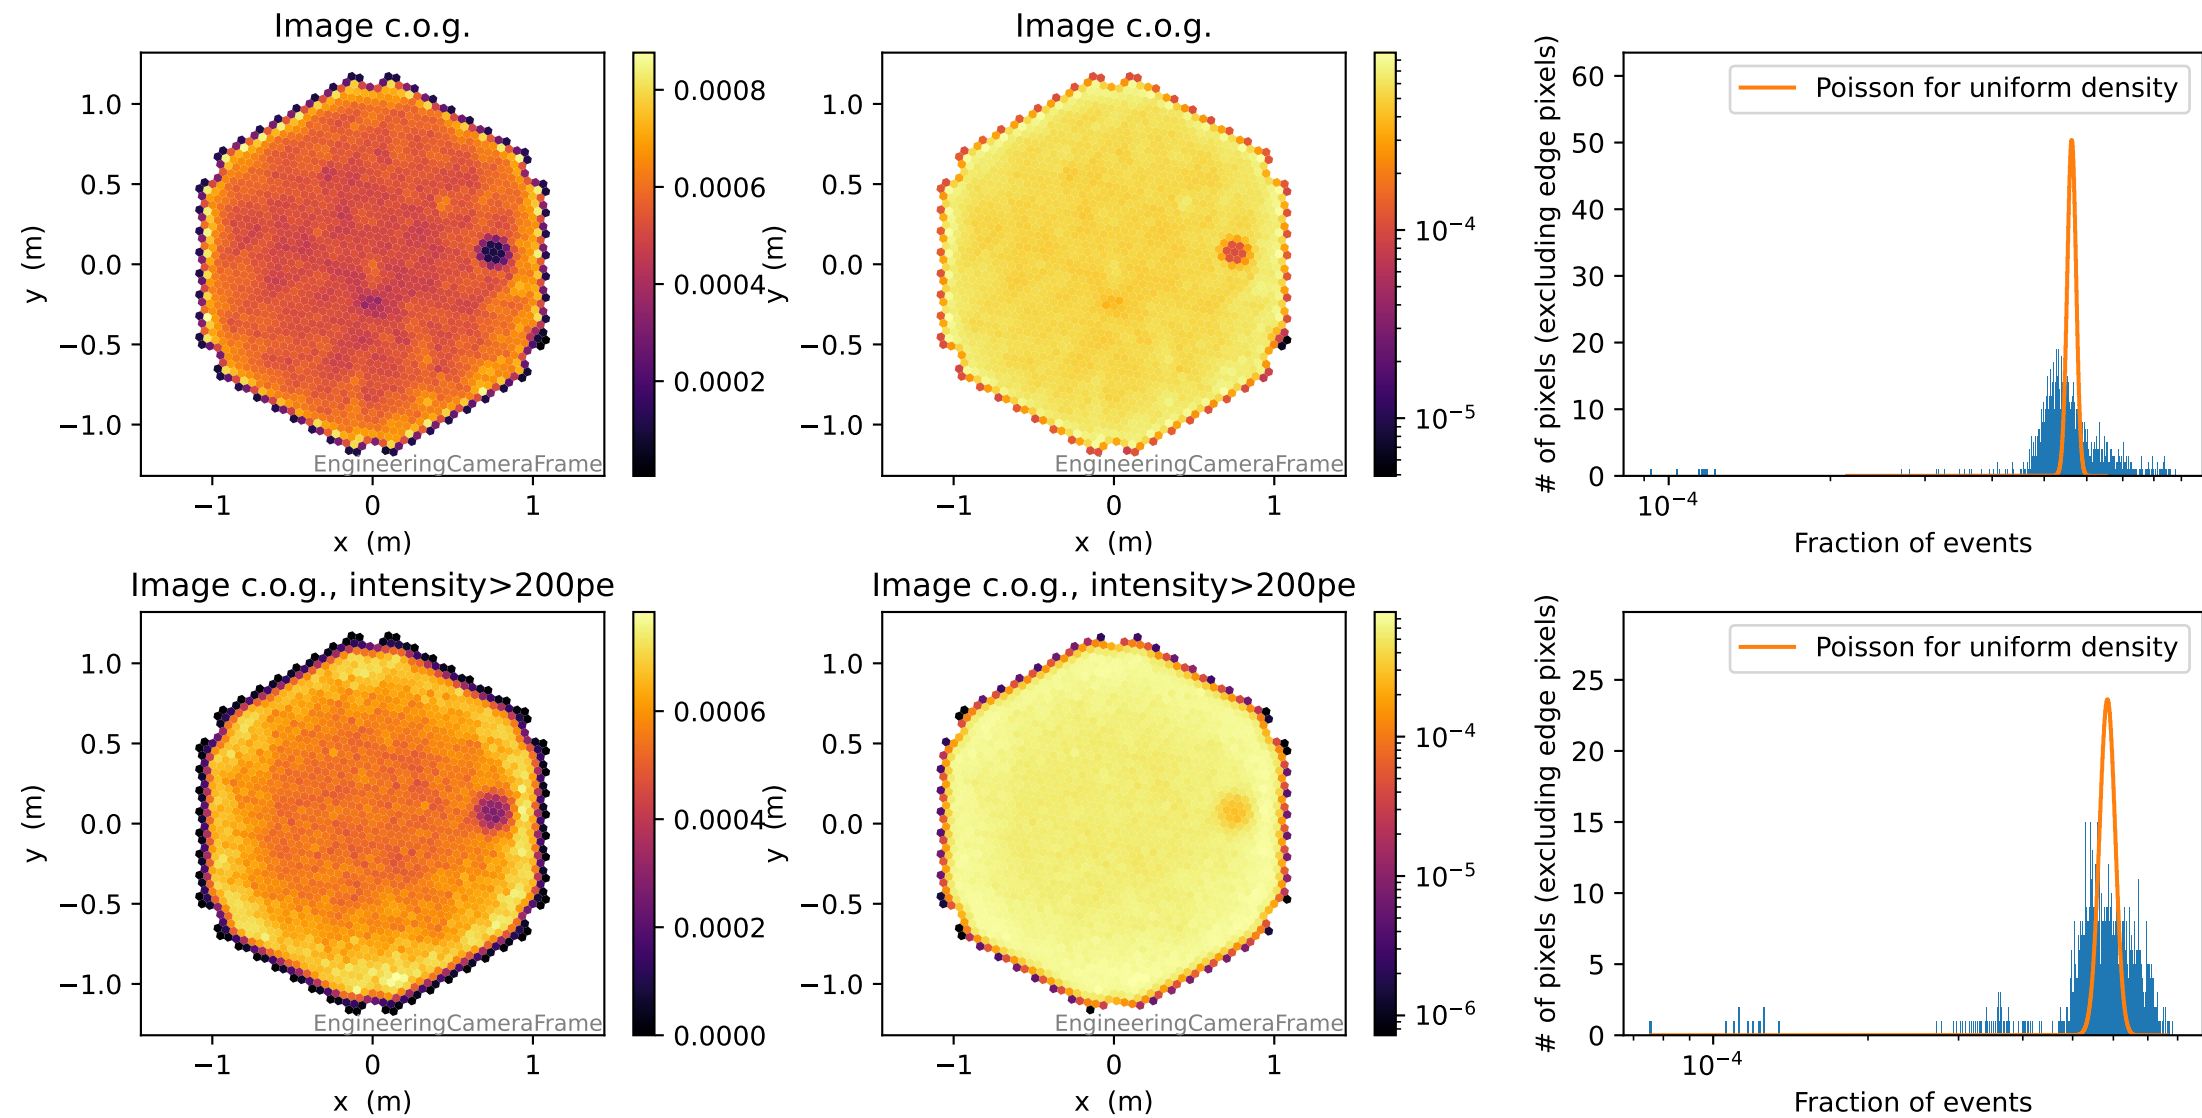 Image c.o.g.
1.0
0.5
0.0
−0.5
−1.0
y (m)
−1
0
1
x (m)
EngineeringCameraFrame
0.0008
0.0006
0.0004
0.0002
Image c.o.g.
1.0
0.5
0.0
−0.5
−1.0
y (m)
−1
0
1
x (m)
EngineeringCameraFrame
10⁻⁴
10⁻⁵
Poisson for uniform density
60
50
40
30
20
10
0
# of pixels (excluding edge pixels)
10⁻⁴
Fraction of events
Image c.o.g., intensity>200pe
1.0
0.5
0.0
−0.5
−1.0
y (m)
−1
0
1
x (m)
EngineeringCameraFrame
0.0006
0.0004
0.0002
0.0000
Image c.o.g., intensity>200pe
1.0
0.5
0.0
−0.5
−1.0
y (m)
−1
0
1
x (m)
EngineeringCameraFrame
10⁻⁴
10⁻⁵
10⁻⁶
Poisson for uniform density
25
20
15
10
5
0
# of pixels (excluding edge pixels)
10⁻⁴
Fraction of events